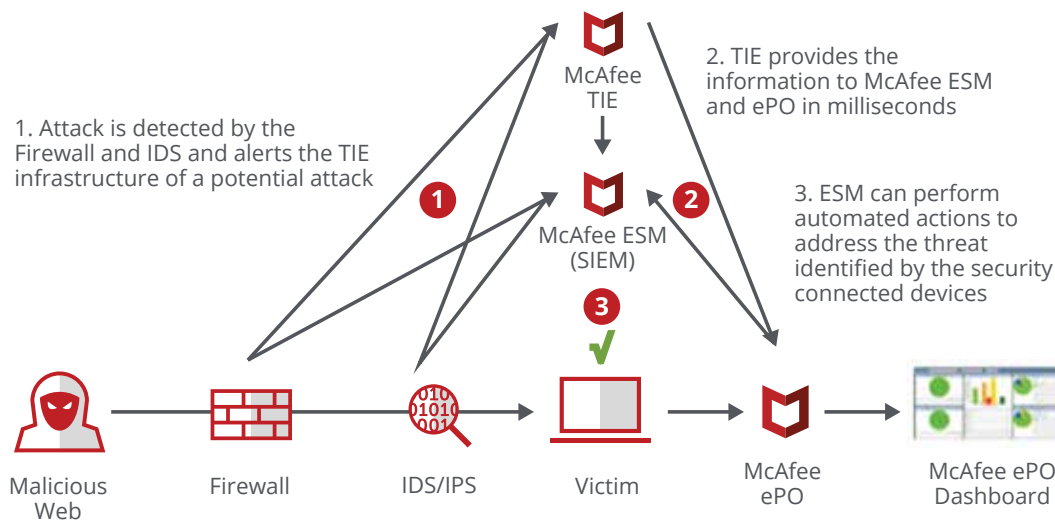 McAfee
TIE
2. TIE provides the
information to McAfee ESM
and ePO in milliseconds
1. Attack is detected by the
Firewall and IDS and alerts the TIE
infrastructure of a potential attack
1
2
McAfee ESM
(SIEM)
3. ESM can perform
automated actions to
address the threat
identified by the security
connected devices
3
010
01010
001
Malicious
Web
Firewall
IDS/IPS
Victim
McAfee
ePO
McAfee ePO
Dashboard